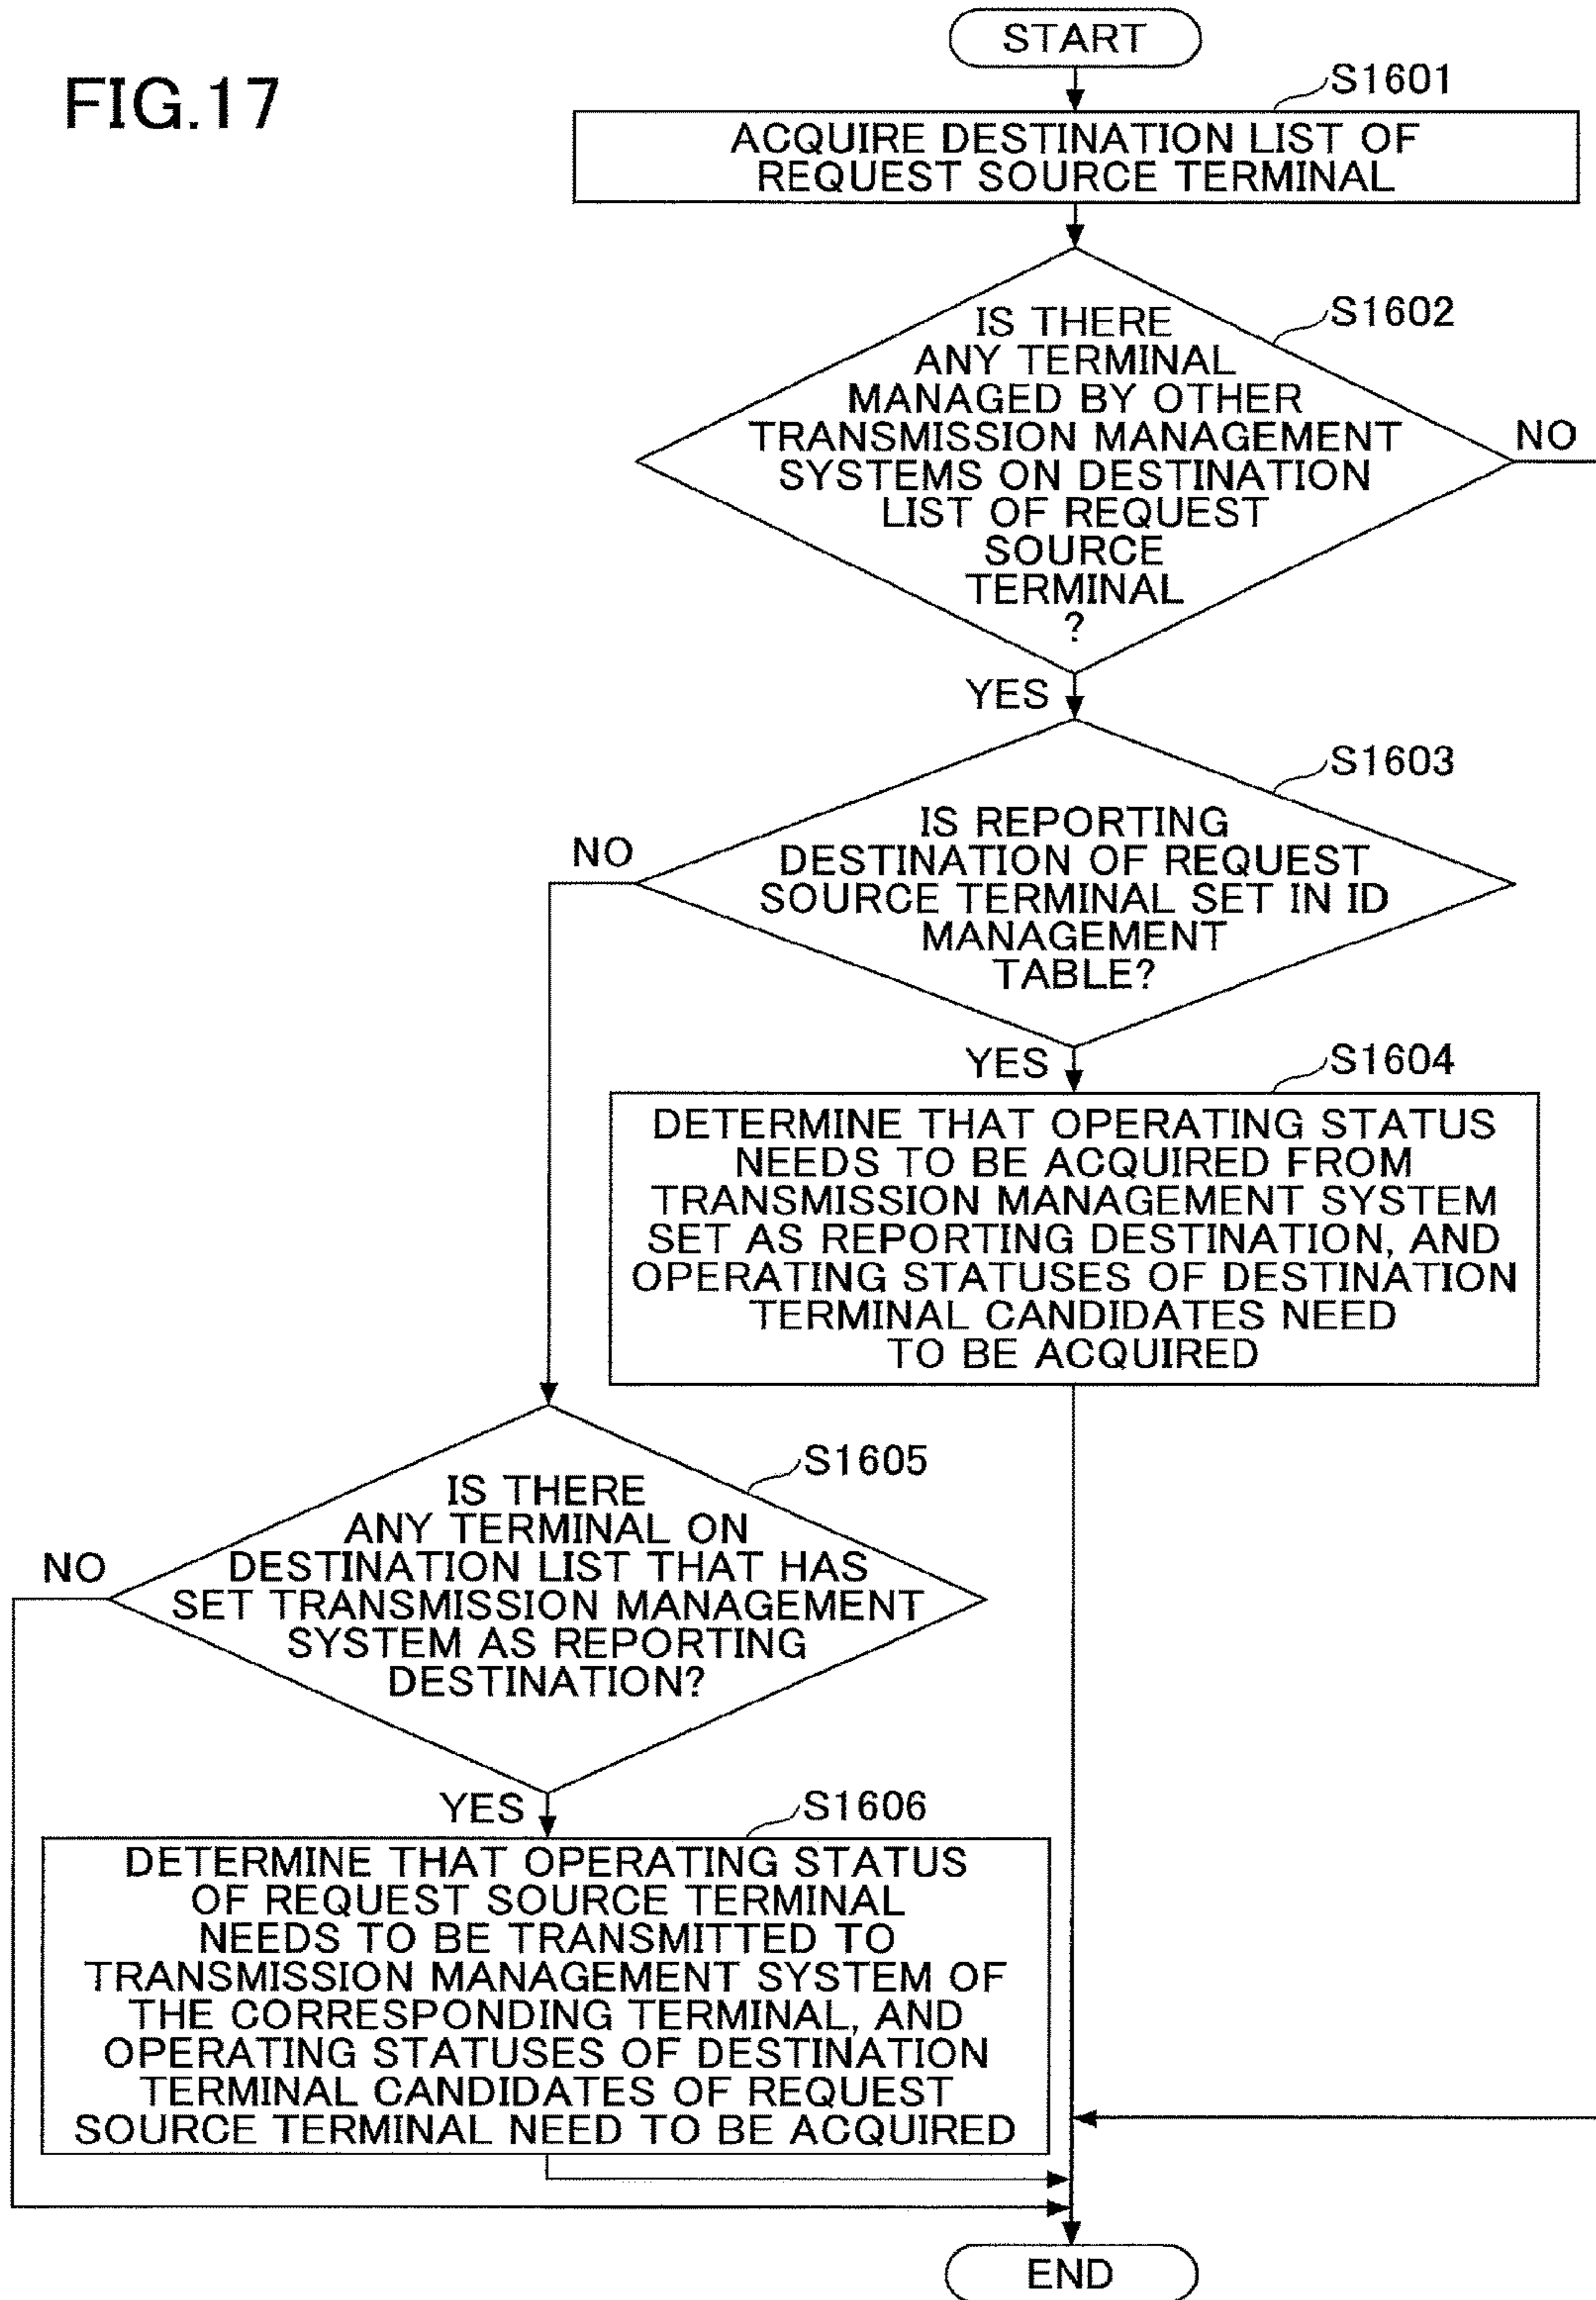 FIG.17
START
S1601
ACQUIRE DESTINATION LIST OF
REQUEST SOURCE TERMINAL
S1602
IS THERE
ANY TERMINAL
MANAGED BY OTHER
TRANSMISSION MANAGEMENT
SYSTEMS ON DESTINATION
LIST OF REQUEST
SOURCE
TERMINAL
?
NO
YES
S1603
IS REPORTING
DESTINATION OF REQUEST
SOURCE TERMINAL SET IN ID
MANAGEMENT
TABLE?
NO
YES
S1604
DETERMINE THAT OPERATING STATUS
NEEDS TO BE ACQUIRED FROM
TRANSMISSION MANAGEMENT SYSTEM
SET AS REPORTING DESTINATION, AND
OPERATING STATUSES OF DESTINATION
TERMINAL CANDIDATES NEED
TO BE ACQUIRED
S1605
IS THERE
ANY TERMINAL ON
DESTINATION LIST THAT HAS
SET TRANSMISSION MANAGEMENT
SYSTEM AS REPORTING
DESTINATION?
NO
YES
S1606
DETERMINE THAT OPERATING STATUS
OF REQUEST SOURCE TERMINAL
NEEDS TO BE TRANSMITTED TO
TRANSMISSION MANAGEMENT SYSTEM OF
THE CORRESPONDING TERMINAL, AND
OPERATING STATUSES OF DESTINATION
TERMINAL CANDIDATES OF REQUEST
SOURCE TERMINAL NEED TO BE ACQUIRED
END